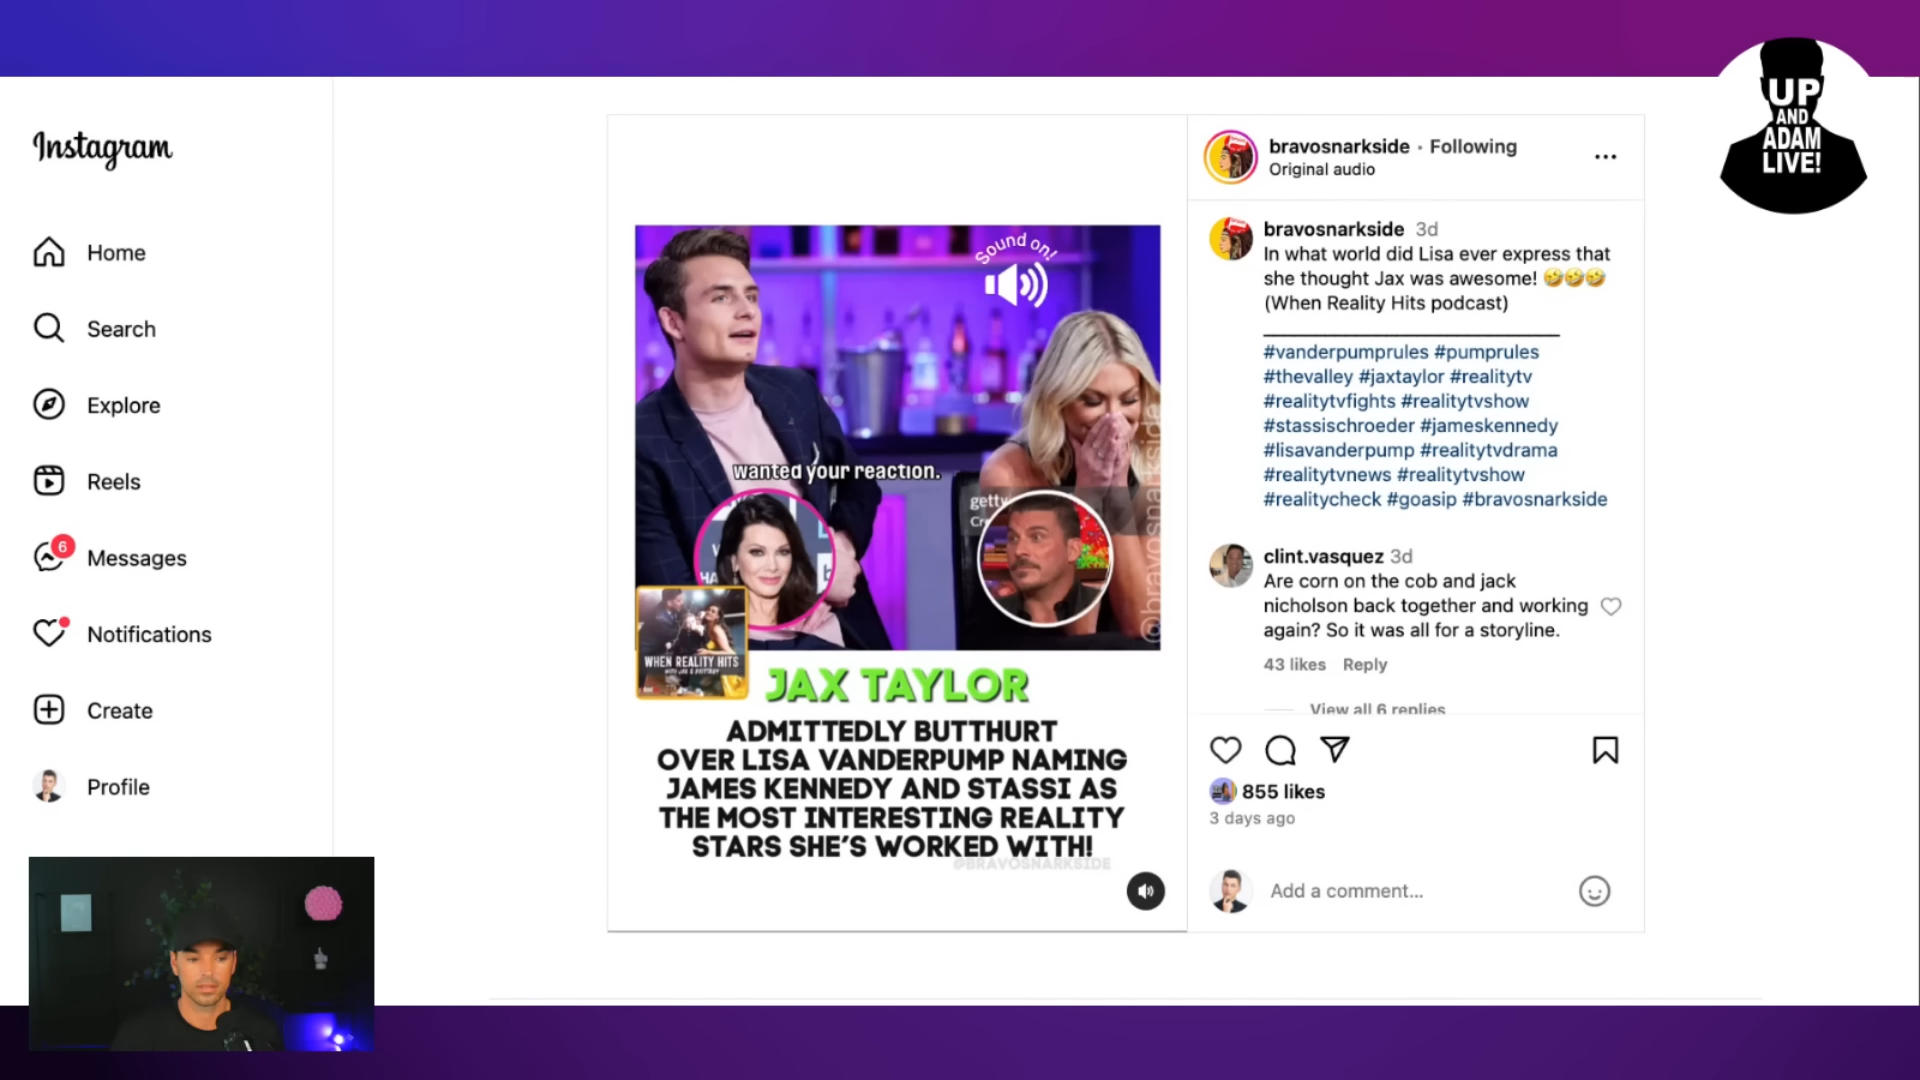 UP
AND
ADAM
LIVE!
Instagram
Home
Search
Explore
Reels
6
Messages
Notifications
Create
Profile
Sound on!
wanted your reaction.
getty
@bravosnarkside
WHEN REALITY HITS
WITH JAX & BRITTANY
JAX TAYLOR
ADMITTEDLY BUTTHURT
OVER LISA VANDERPUMP NAMING
JAMES KENNEDY AND STASSI AS
THE MOST INTERESTING REALITY
STARS SHE'S WORKED WITH!
@BRAVOSNARKSIDE
bravosnarkside · Following
Original audio
bravosnarkside 3d
In what world did Lisa ever express that
she thought Jax was awesome! 🤣🤣🤣
(When Reality Hits podcast)
#vanderpumprules #pumprules
#thevalley #jaxtaylor #realitytv
#realitytvfights #realitytvshow
#stassischroeder #jameskennedy
#lisavanderpump #realitytvdrama
#realitytvnews #realitytvshow
#realitycheck #goasip #bravosnarkside
clint.vasquez 3d
Are corn on the cob and jack
nicholson back together and working
again? So it was all for a storyline.
43 likes Reply
View all 6 replies
855 likes
3 days ago
Add a comment...